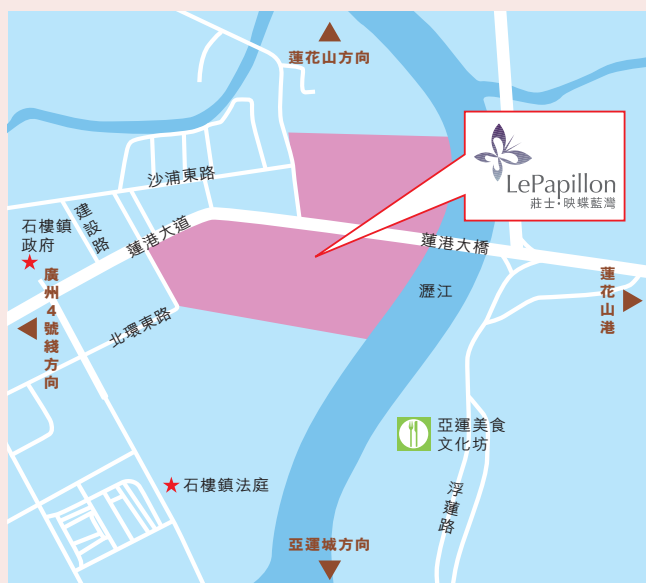 蓮花山方向
LePapillon
莊士·映蝶藍灣
沙浦東路
建設路
石樓鎮
政府
蓮港大道
蓮港大橋
廣州4號綫方向
蓮花山港
瀝江
北環東路
亞運美食
文化坊
石樓鎮法庭
浮蓮路
亞運城方向